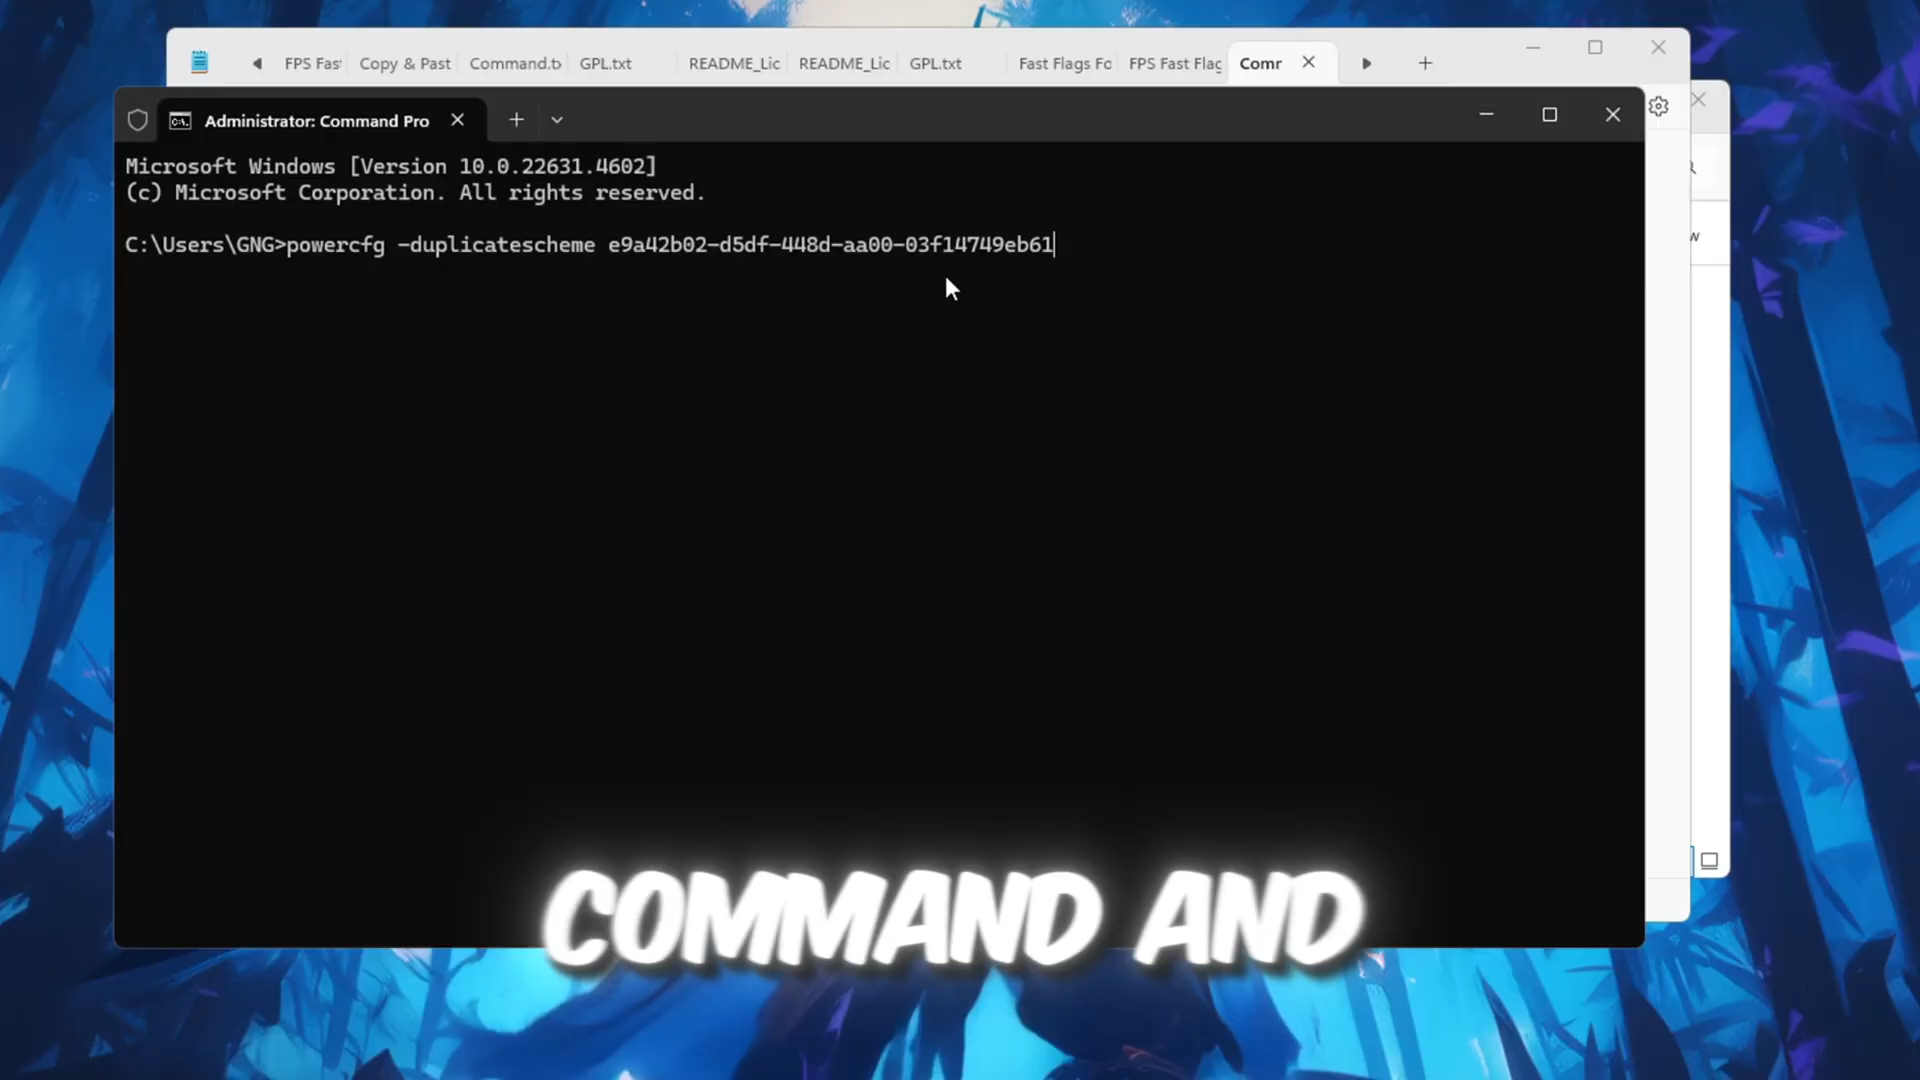 FPS Fas
Copy & Past
Command.tx
GPL.txt
README_Lic
README_Lic
GPL.txt
Fast Flags Fo
FPS Fast Flag
Comr
Administrator: Command Pro
Microsoft Windows [Version 10.0.22631.4602]
(c) Microsoft Corporation. All rights reserved.
C:\Users\GNG>powercfg -duplicatescheme e9a42b02-d5df-448d-aa00-03f14749eb61
w
COMMAND AND